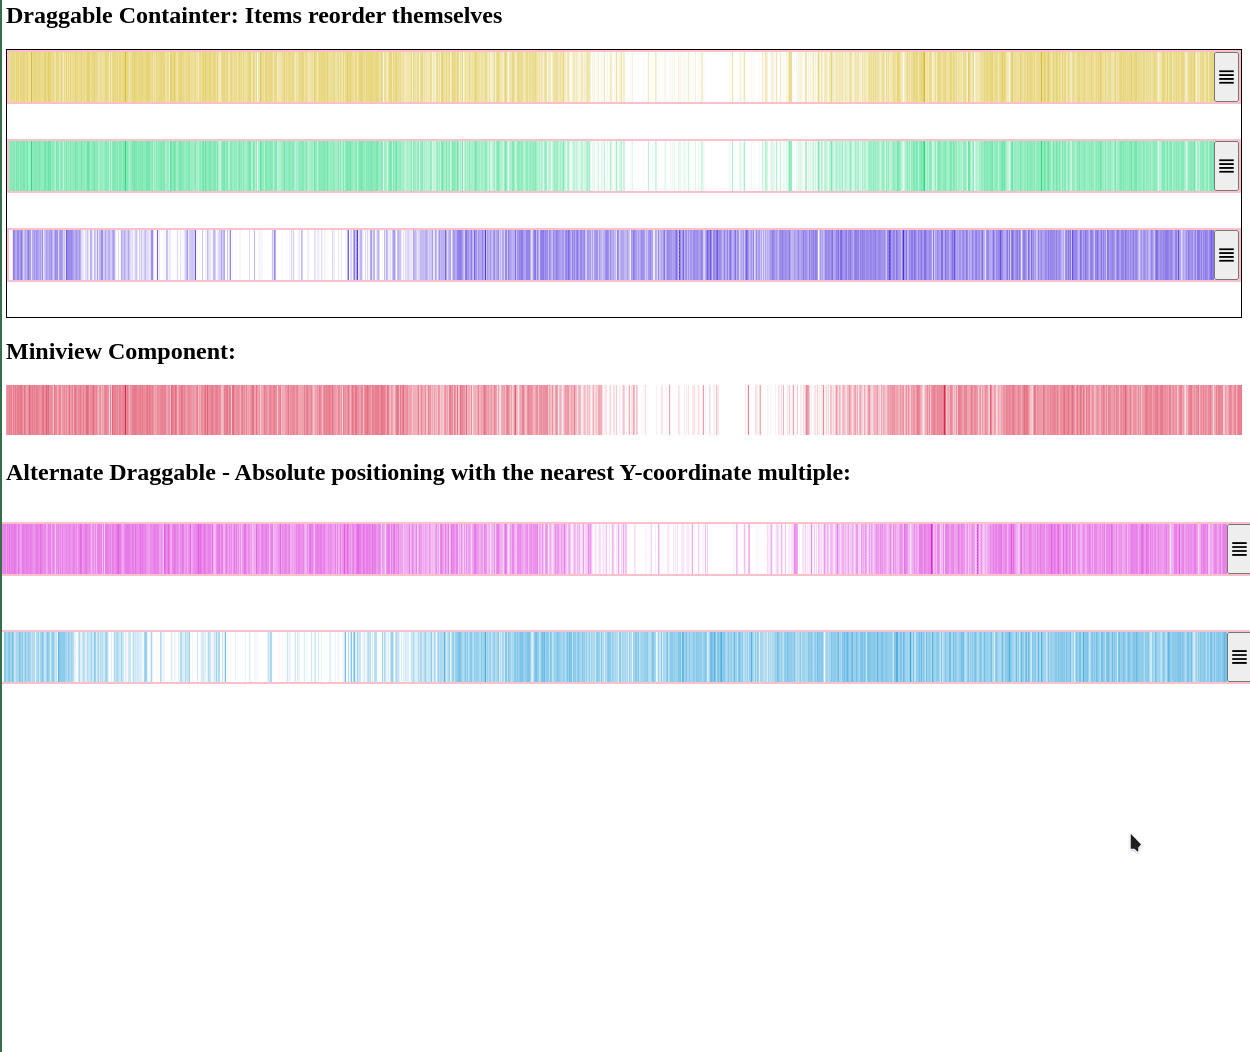 Draggable Containter: Items reorder themselves
Miniview Component:
Alternate Draggable - Absolute positioning with the nearest Y-coordinate multiple: